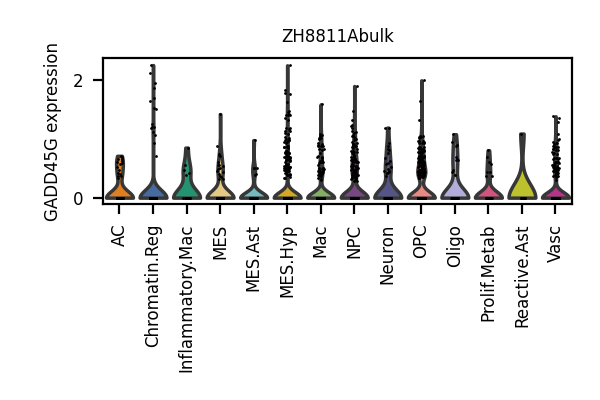 ZH8811Abulk
GADD45G expression
2
0
AC
Chromatin.Reg
Inflammatory.Mac
MES
MES.Ast
MES.Hyp
Mac
NPC
Neuron
OPC
Oligo
Prolif.Metab
Reactive.Ast
Vasc